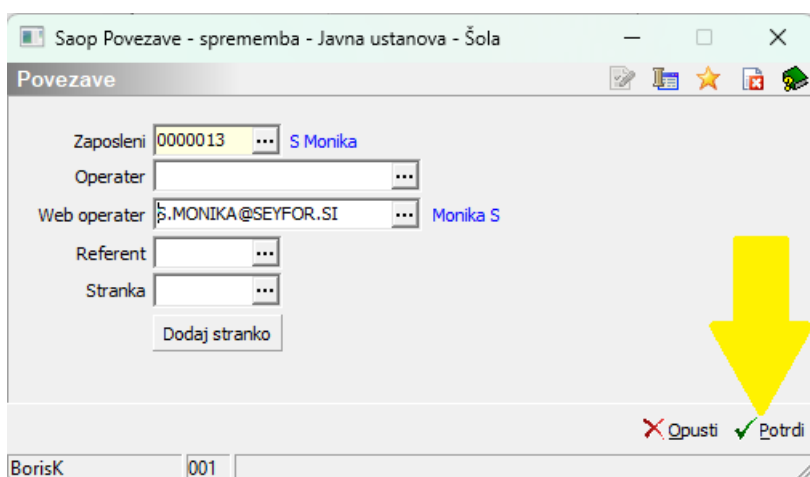 Saop Povezave - sprememba - Javna ustanova - Šola
Povezave
Zaposleni 0000013 ... S Monika
Operater ...
Web operater S.MONIKA@SEYFOR.SI ... Monika S
Referent ...
Stranka ...
Dodaj stranko
Opusti Potrdi
BorisK 001